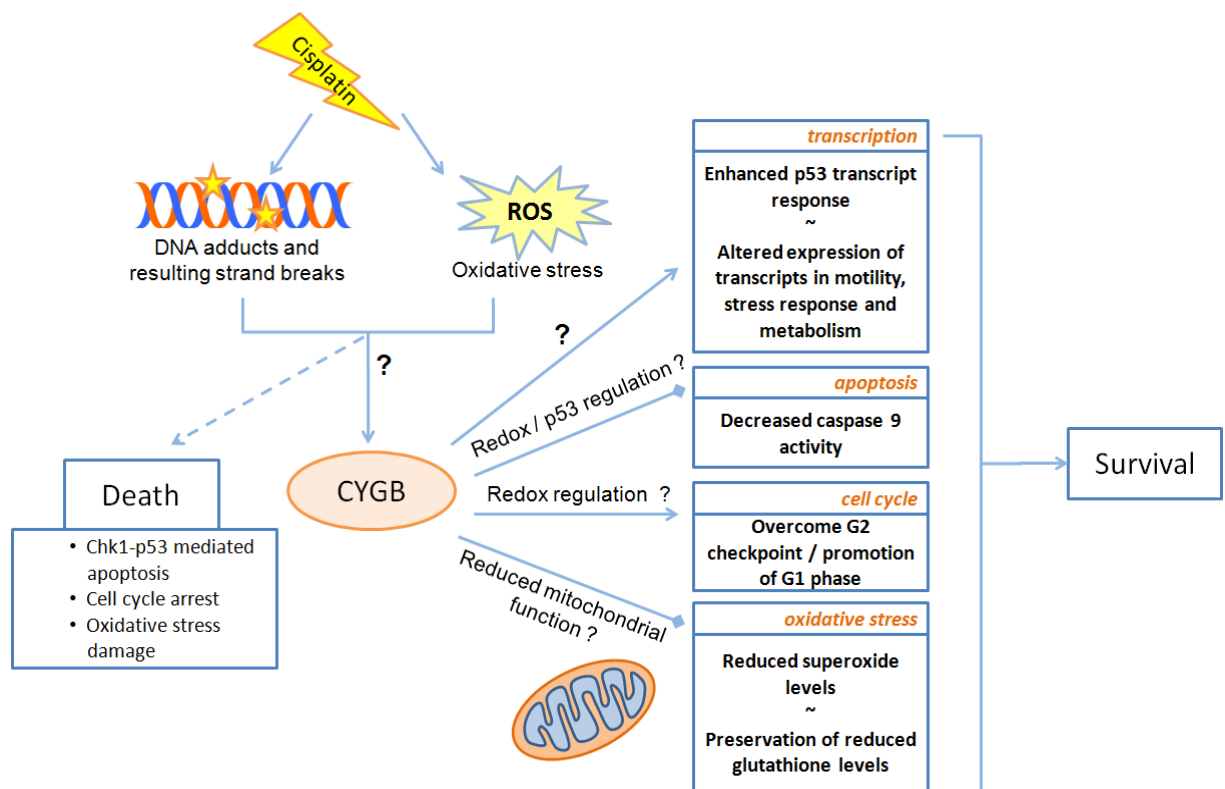 Cisplatin
DNA adducts and
resulting strand breaks
ROS
Oxidative stress
?
Death
• Chk1-p53 mediated
apoptosis
• Cell cycle arrest
• Oxidative stress
damage
CYGB
?
Redox / p53 regulation ?
Redox regulation ?
Reduced mitochondrial
function ?
transcription
Enhanced p53 transcript
response
~
Altered expression of
transcripts in motility,
stress response and
metabolism
apoptosis
Decreased caspase 9
activity
cell cycle
Overcome G2
checkpoint / promotion
of G1 phase
oxidative stress
Reduced superoxide
levels
~
Preservation of reduced
glutathione levels
Survival